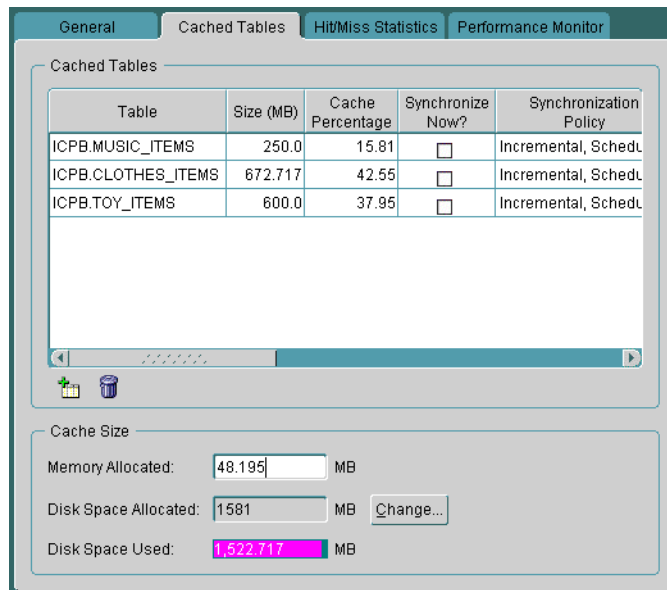 General Cached Tables Hit/Miss Statistics Performance Monitor
Cached Tables
Table Size (MB) Cache Percentage Synchronize Now? Synchronization Policy
ICPB.MUSIC_ITEMS 250.0 15.81 Incremental, Schedu
ICPB.CLOTHES_ITEMS 672.717 42.55 Incremental, Schedu
ICPB.TOY_ITEMS 600.0 37.95 Incremental, Schedu
Cache Size
Memory Allocated: 48.195 MB
Disk Space Allocated: 1581 MB Change...
Disk Space Used: 1,522.717 MB